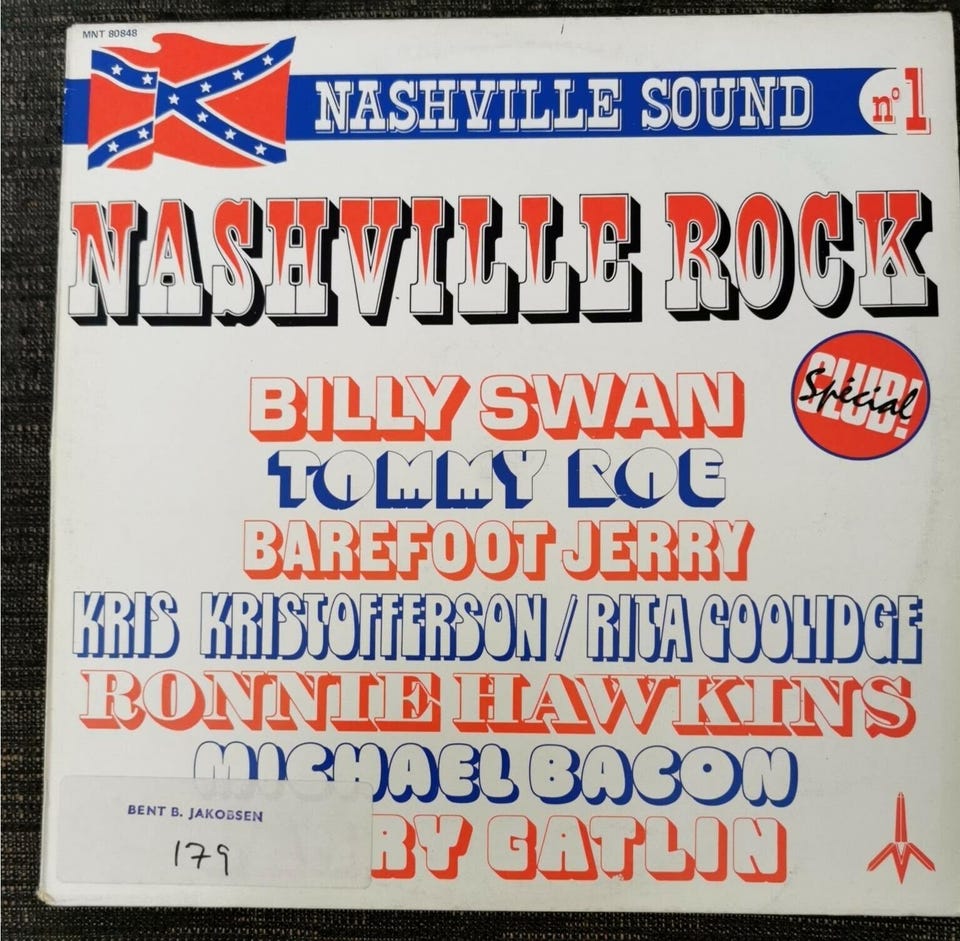 MNT 80848
NASHVILLE SOUND nº1
NASHVILLE ROCK
CLUB!
Spécial
BILLY SWAN
TOMMY ROE
BAREFOOT JERRY
KRIS KRISTOFFERSON / RITA COOLIDGE
RONNIE HAWKINS
MICHAEL BACON
RY GATLIN
BENT B. JAKOBSEN
179